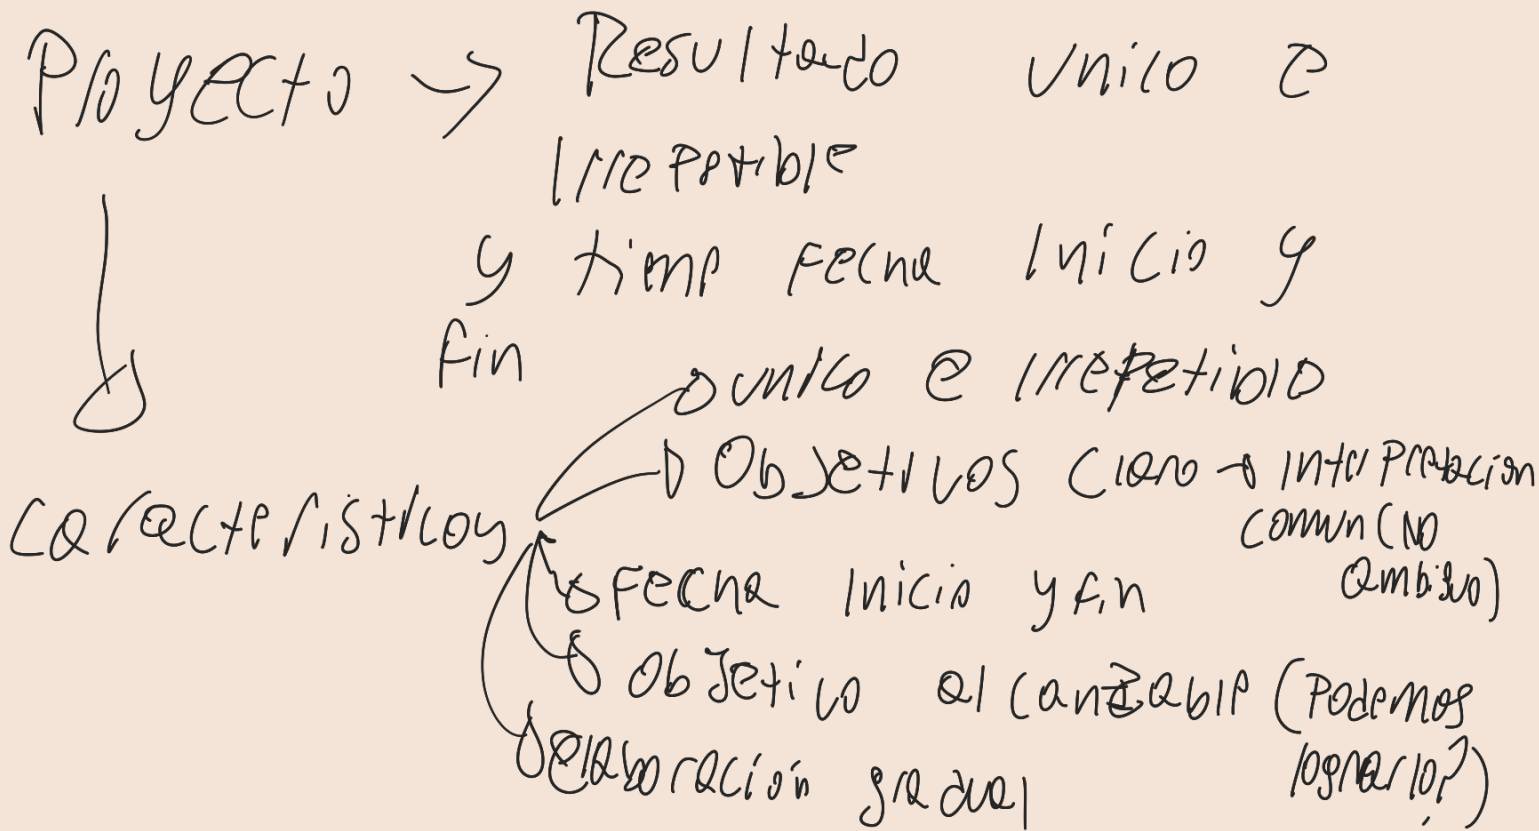 Proyecto → Resultado unico e
Irrepetible
y tiene fecha Inicio y
fin
unico e irrepetible
Objetivos claro → interpretacion
comun (no
ambiguo)
caracteristicas
Fecha Inicio y fin
Objetivo alcanzable (Podemos
lograrlo?)
elaboración gradual